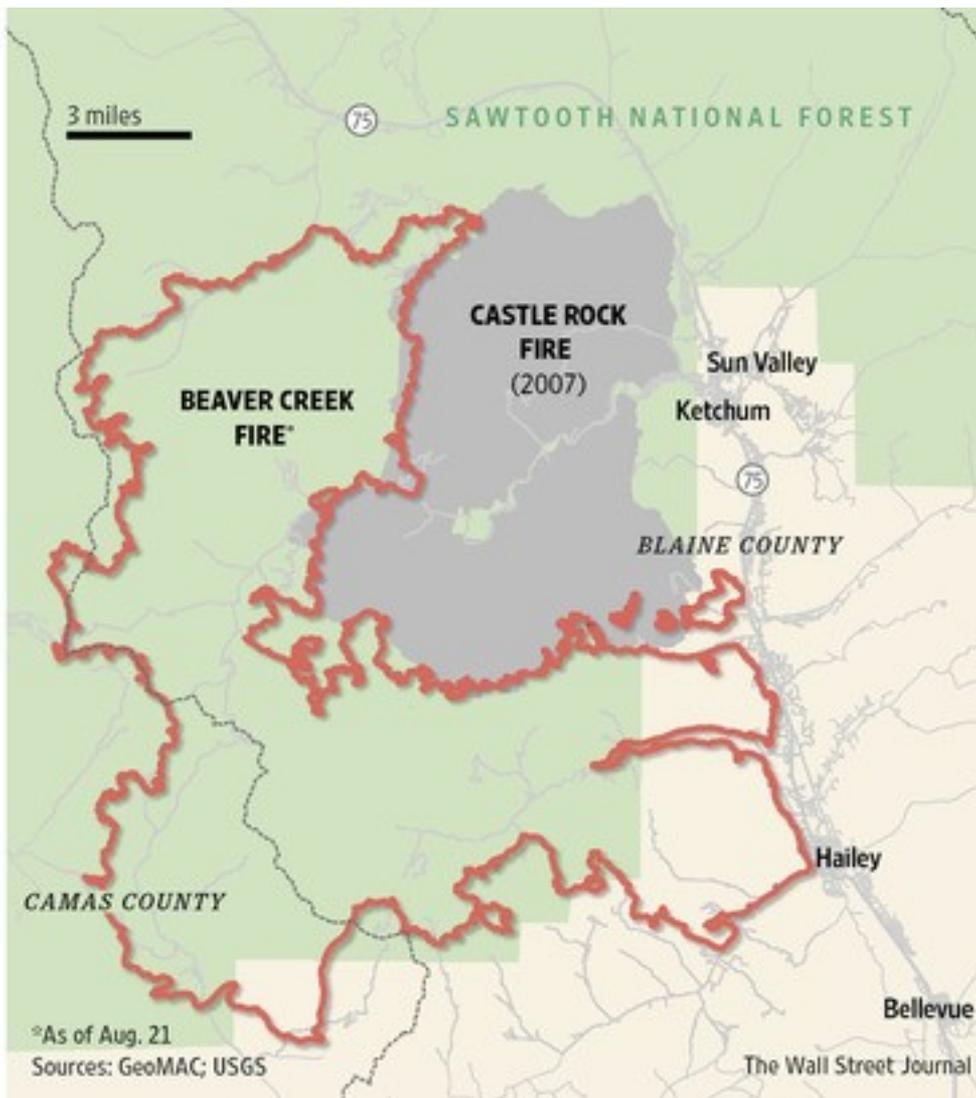 3 miles
75
SAWTOOTH NATIONAL FOREST
CASTLE ROCK
FIRE
(2007)
Sun Valley
BEAVER CREEK
FIRE*
Ketchum
75
BLAINE COUNTY
Hailey
CAMAS COUNTY
Bellevue
*As of Aug. 21
Sources: GeoMAC; USGS
The Wall Street Journal